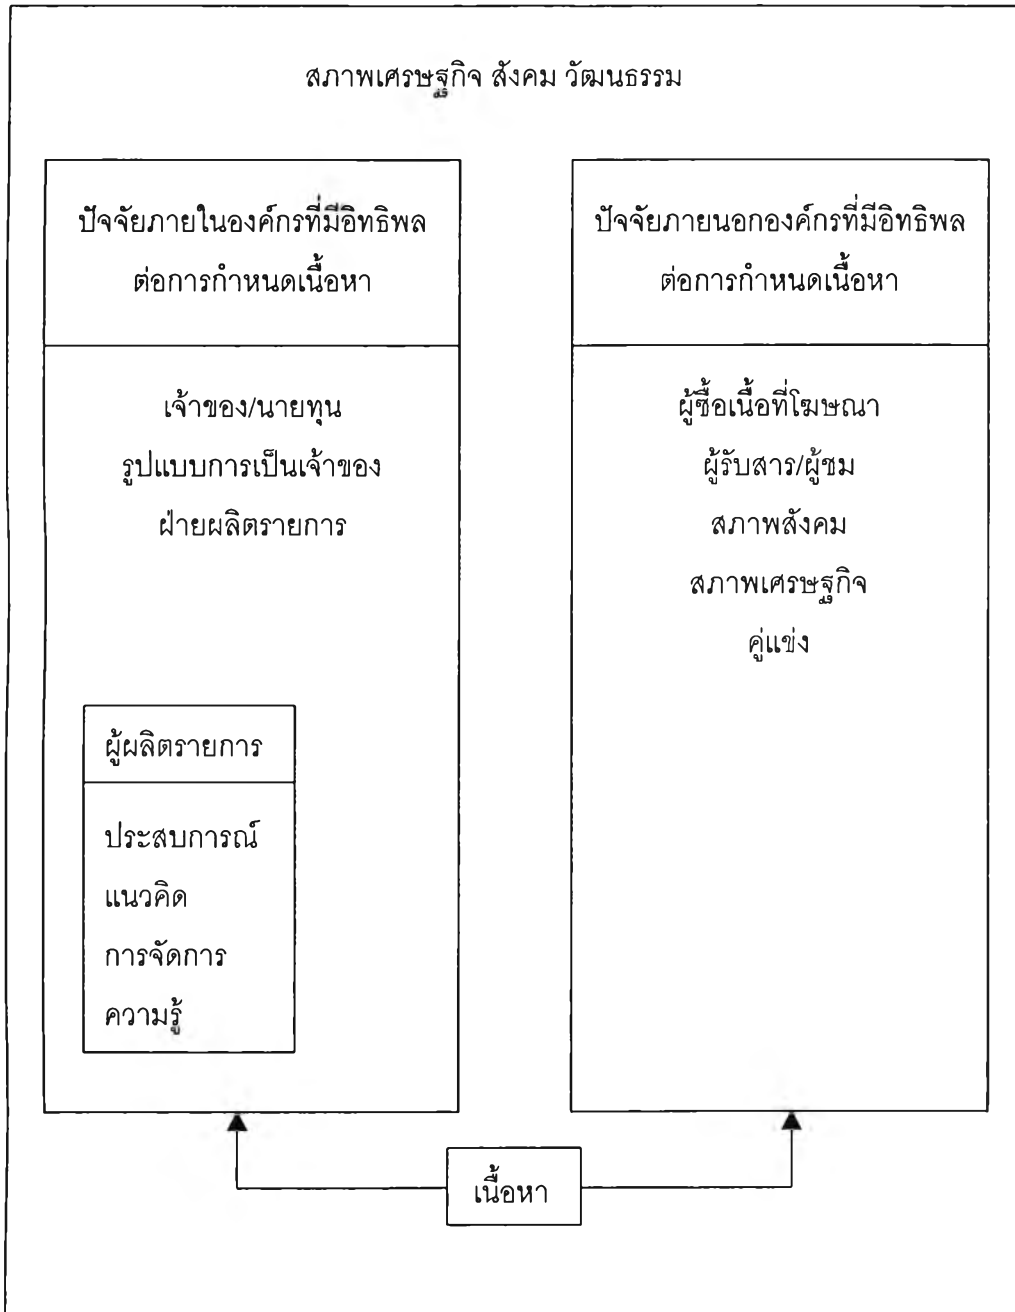 สภาพเศรษฐกิจ สังคม วัฒนธรรม
ปัจจัยภายในองค์กรที่มีอิทธิพล
ต่อการกำหนดเนื้อหา
เจ้าของ/นายทุน
รูปแบบการเป็นเจ้าของ
ฝ่ายผลิตรายการ
ผู้ผลิตรายการ
ประสบการณ์
แนวคิด
การจัดการ
ความรู้
ปัจจัยภายนอกองค์กรที่มีอิทธิพล
ต่อการกำหนดเนื้อหา
ผู้ซื้อเนื้อที่โฆษณา
ผู้รับสาร/ผู้ชม
สภาพสังคม
สภาพเศรษฐกิจ
คู่แข่ง
เนื้อหา